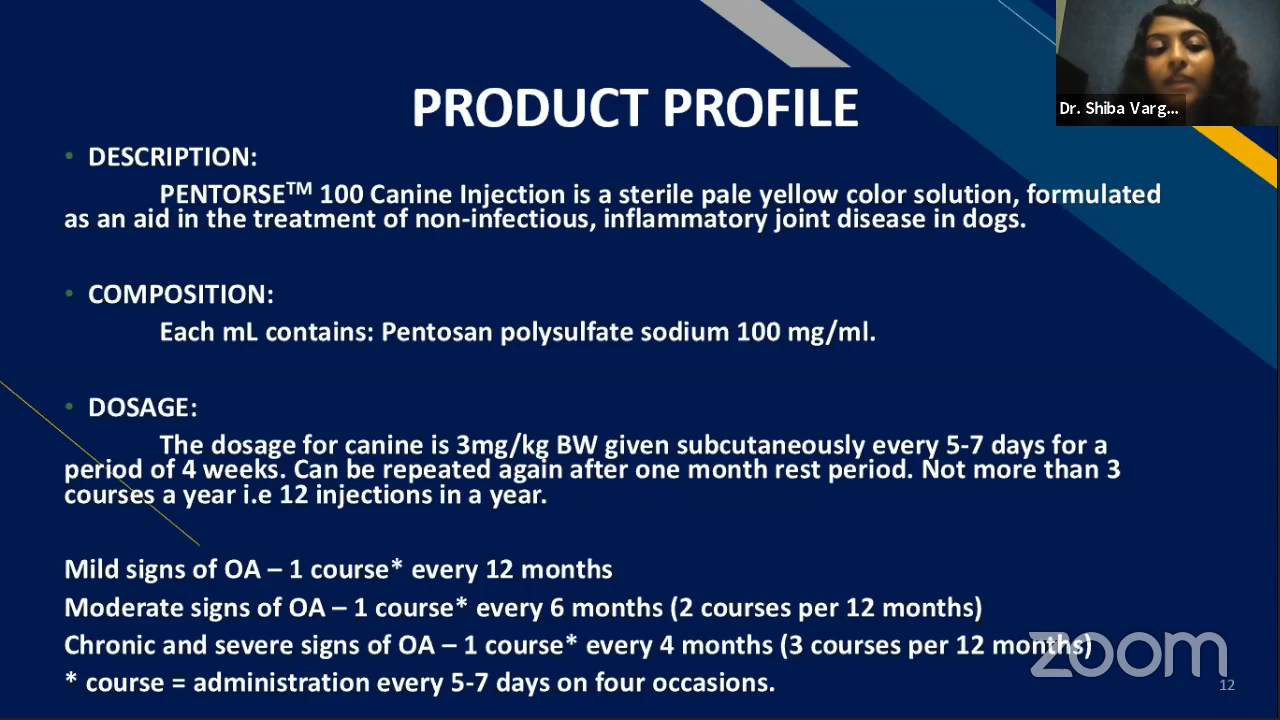 Dr. Shiba Varg...
PRODUCT PROFILE
• DESCRIPTION:
PENTORSE™ 100 Canine Injection is a sterile pale yellow color solution, formulated
as an aid in the treatment of non-infectious, inflammatory joint disease in dogs.
• COMPOSITION:
Each mL contains: Pentosan polysulfate sodium 100 mg/ml.
• DOSAGE:
The dosage for canine is 3mg/kg BW given subcutaneously every 5-7 days for a
period of 4 weeks. Can be repeated again after one month rest period. Not more than 3
courses a year i.e 12 injections in a year.
Mild signs of OA – 1 course* every 12 months
Moderate signs of OA – 1 course* every 6 months (2 courses per 12 months)
Chronic and severe signs of OA – 1 course* every 4 months (3 courses per 12 months)
* course = administration every 5-7 days on four occasions.
zoom
12